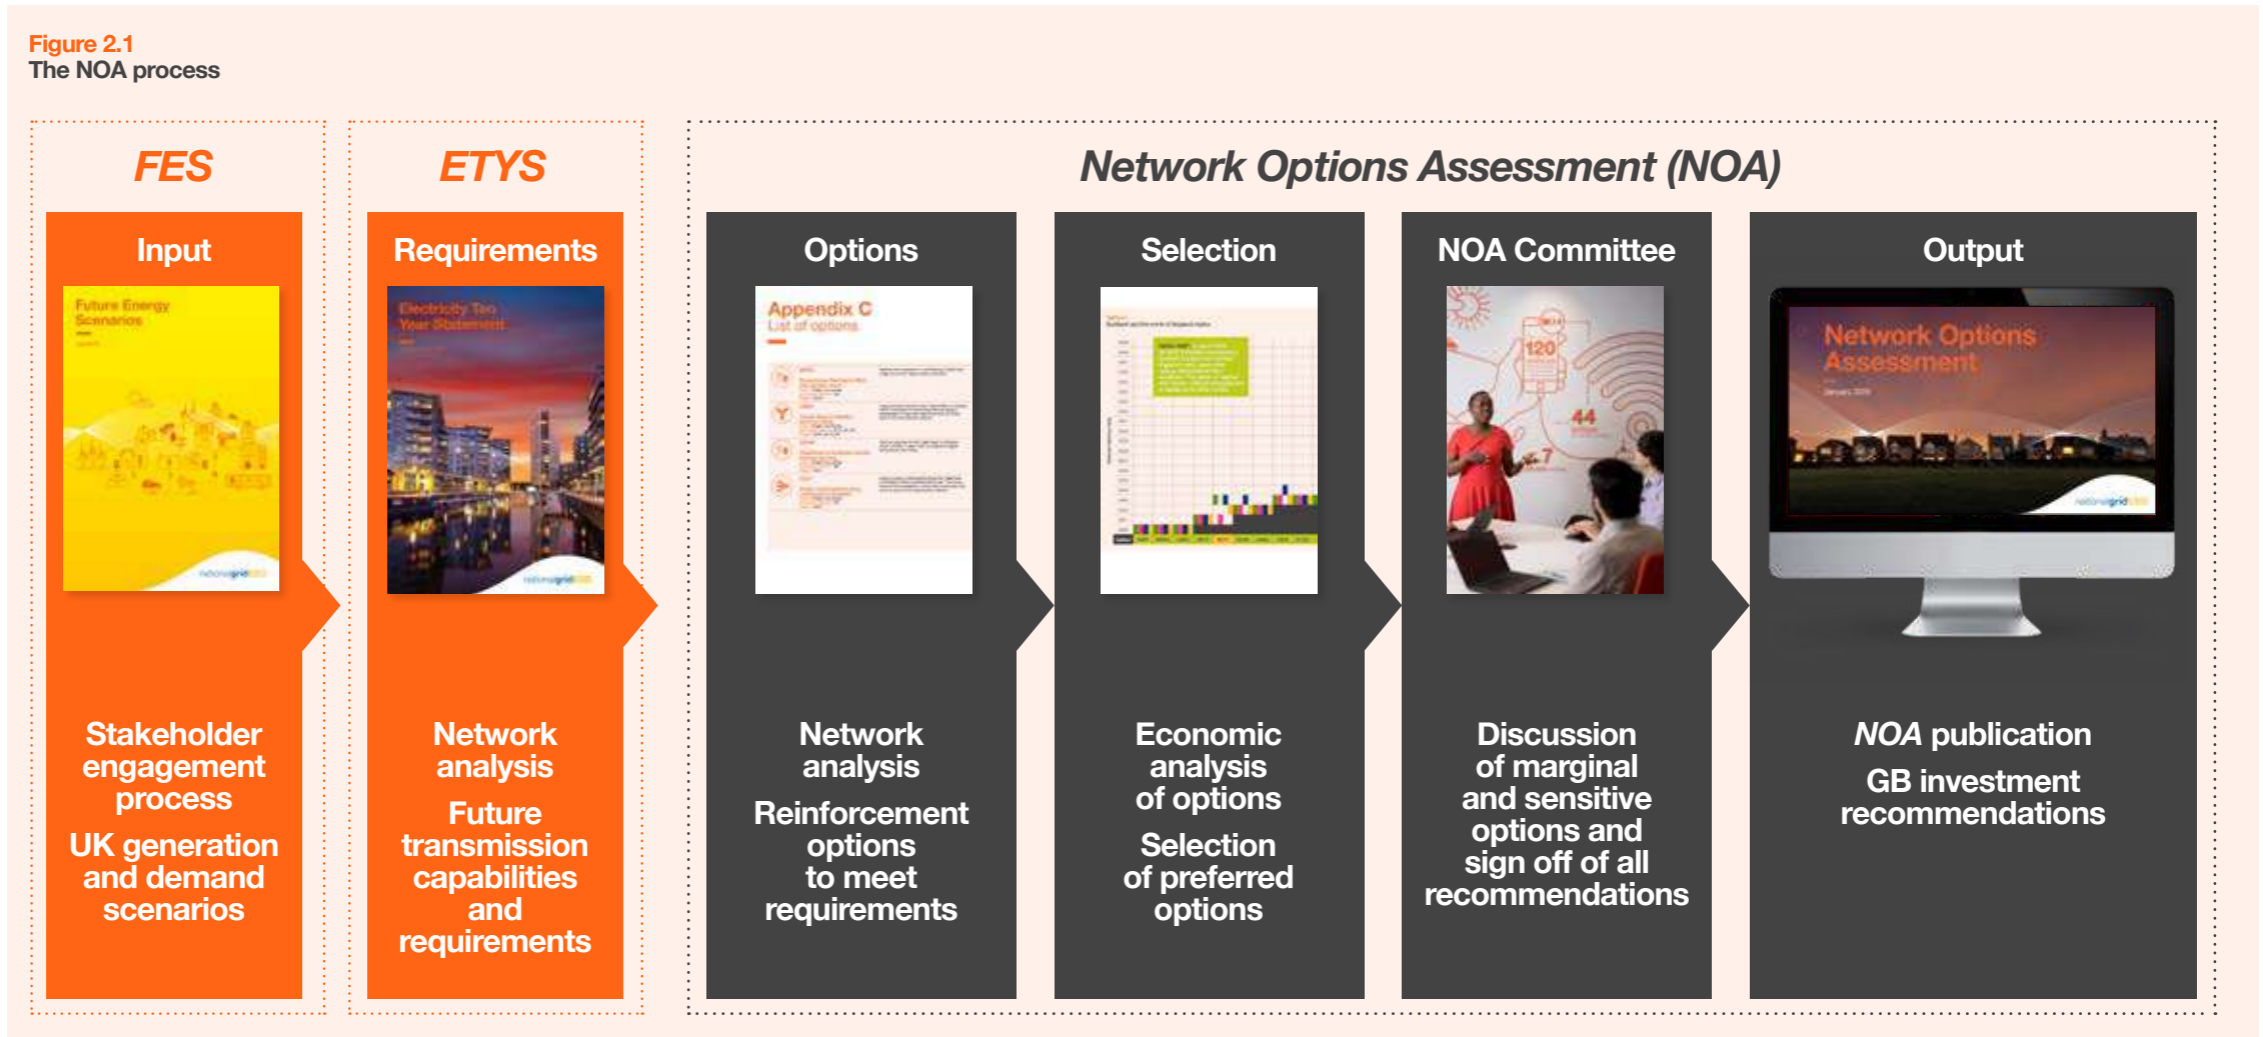 Figure 2.1
The NOA process
FES
Input
Future Energy
Scenarios
nationalgrid
Stakeholder
engagement
process
UK generation
and demand
scenarios
ETYS
Requirements
Electricity Ten
Year Statement
nationalgrid
Network
analysis
Future
transmission
capabilities
and
requirements
Network Options Assessment (NOA)
Options
Appendix C
List of options
Network
analysis
Reinforcement
options
to meet
requirements
Selection
Economic
analysis
of options
Selection
of preferred
options
NOA Committee
120
44
7
Discussion
of marginal
and sensitive
options and
sign off of all
recommendations
Output
Network Options
Assessment
nationalgrid
NOA publication
GB investment
recommendations